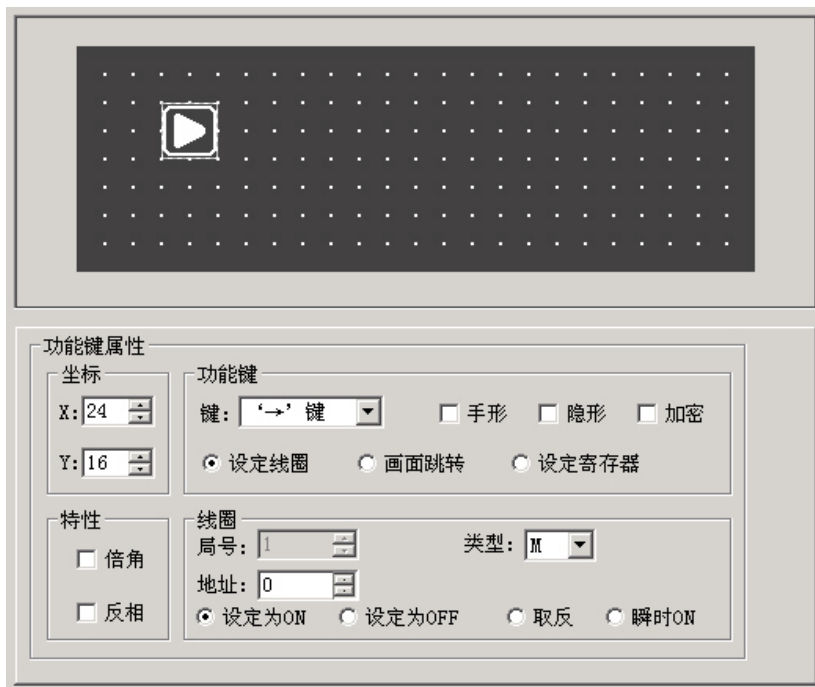 功能键属性
坐标
功能键
X: 24
键: ‘→’键
手形
隐形
加密
Y: 16
设定线圈
画面跳转
设定寄存器
特性
线圈
倍角
局号: 1
类型: M
地址: 0
反相
设定为ON
设定为OFF
取反
瞬时ON